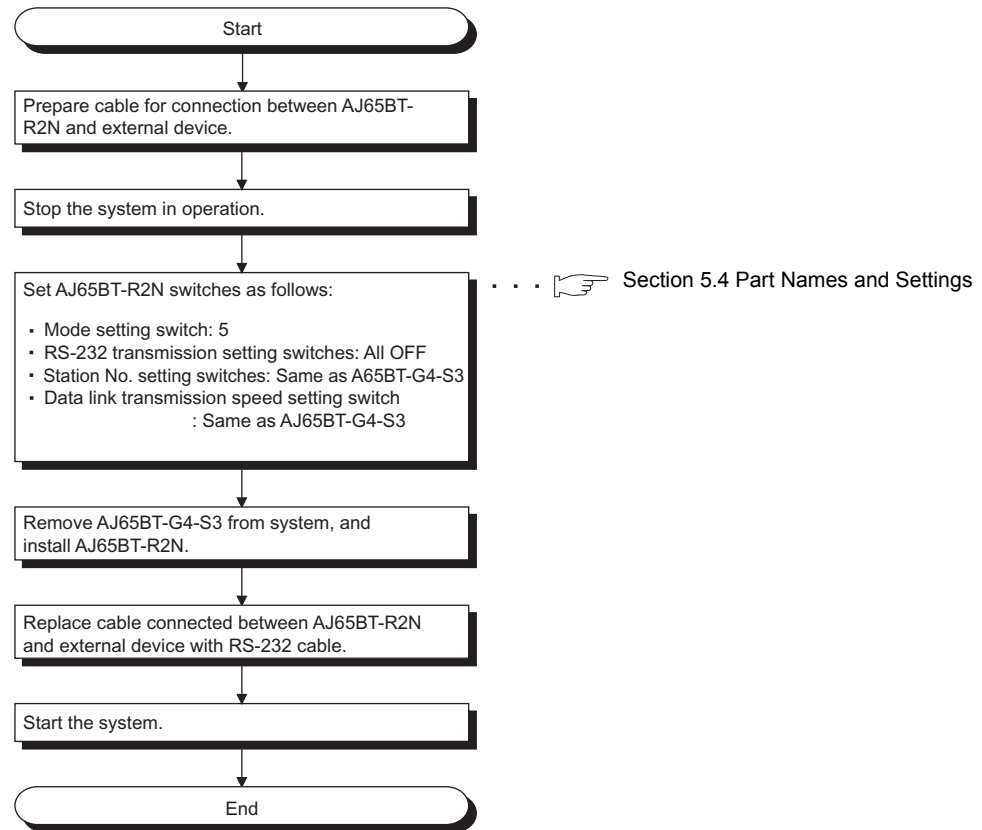 Start
Prepare cable for connection between AJ65BT-
R2N and external device.
Stop the system in operation.
Set AJ65BT-R2N switches as follows:
・ Mode setting switch: 5
・ RS-232 transmission setting switches: All OFF
・ Station No. setting switches: Same as A65BT-G4-S3
・ Data link transmission speed setting switch
: Same as AJ65BT-G4-S3
. . . Section 5.4 Part Names and Settings
Remove AJ65BT-G4-S3 from system, and
install AJ65BT-R2N.
Replace cable connected between AJ65BT-R2N
and external device with RS-232 cable.
Start the system.
End